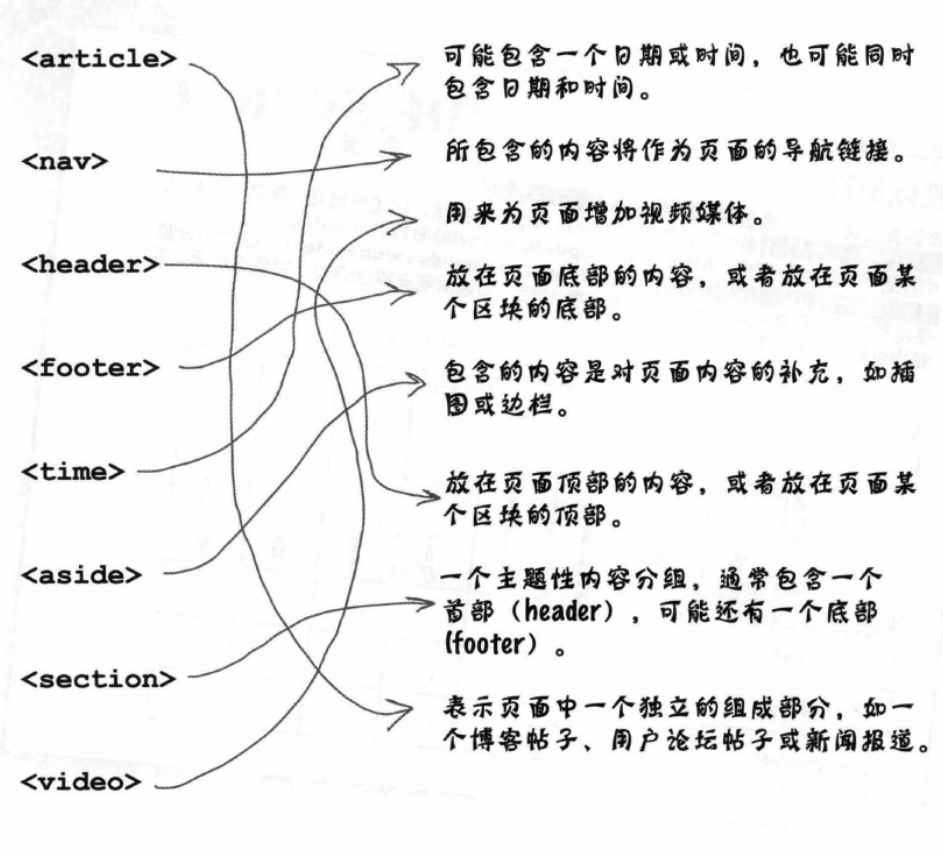 <article>
可能包含一个日期或时间，也可能同时
包含日期和时间。
<nav>
所包含的内容将作为页面的导航链接。
用来为页面增加视频媒体。
<header>
放在页面底部的内容，或者放在页面某
个区块的底部。
<footer>
包含的内容是对页面内容的补充，如插
图或边栏。
<time>
放在页面顶部的内容，或者放在页面某
个区块的顶部。
<aside>
一个主题性内容分组，通常包含一个
首部（header），可能还有一个底部
(footer）。
<section>
表示页面中一个独立的组成部分，如一
个博客帖子、用户论坛帖子或新闻报道。
<video>